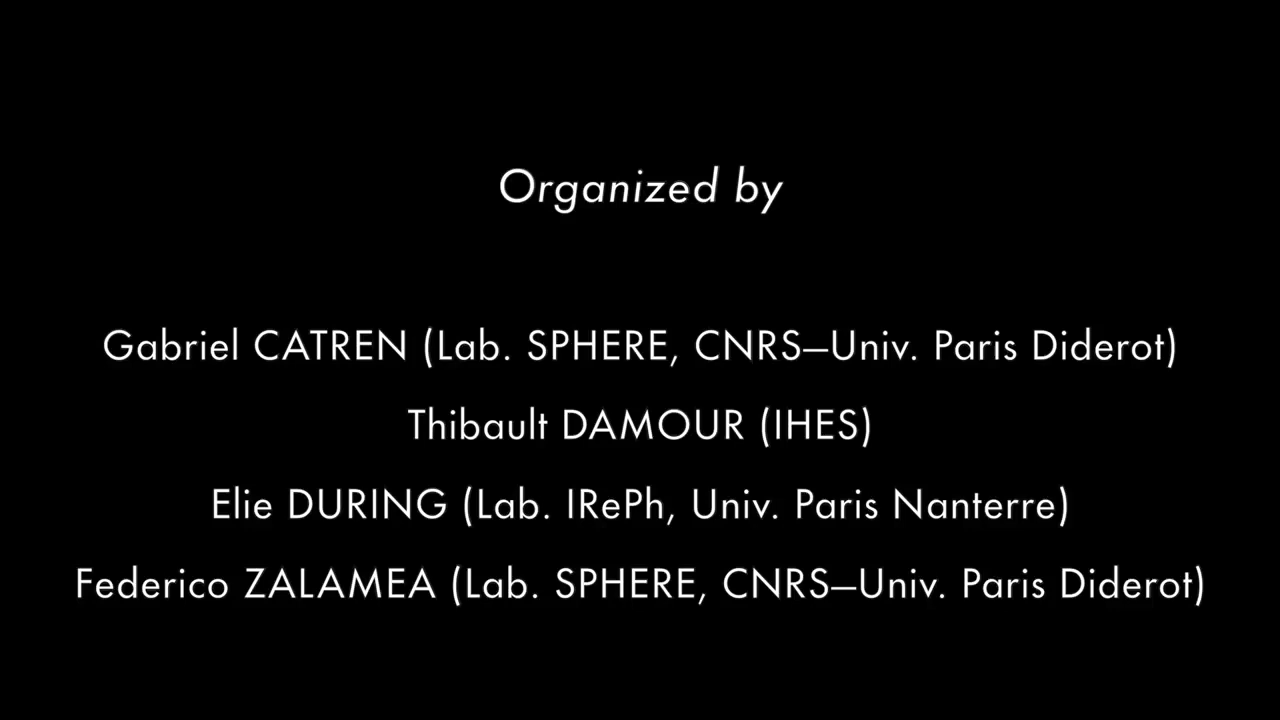 Organized by
Gabriel CATREN (Lab. SPHERE, CNRS—Univ. Paris Diderot)
Thibault DAMOUR (IHES)
Elie DURING (Lab. IRePh, Univ. Paris Nanterre)
Federico ZALAMEA (Lab. SPHERE, CNRS—Univ. Paris Diderot)